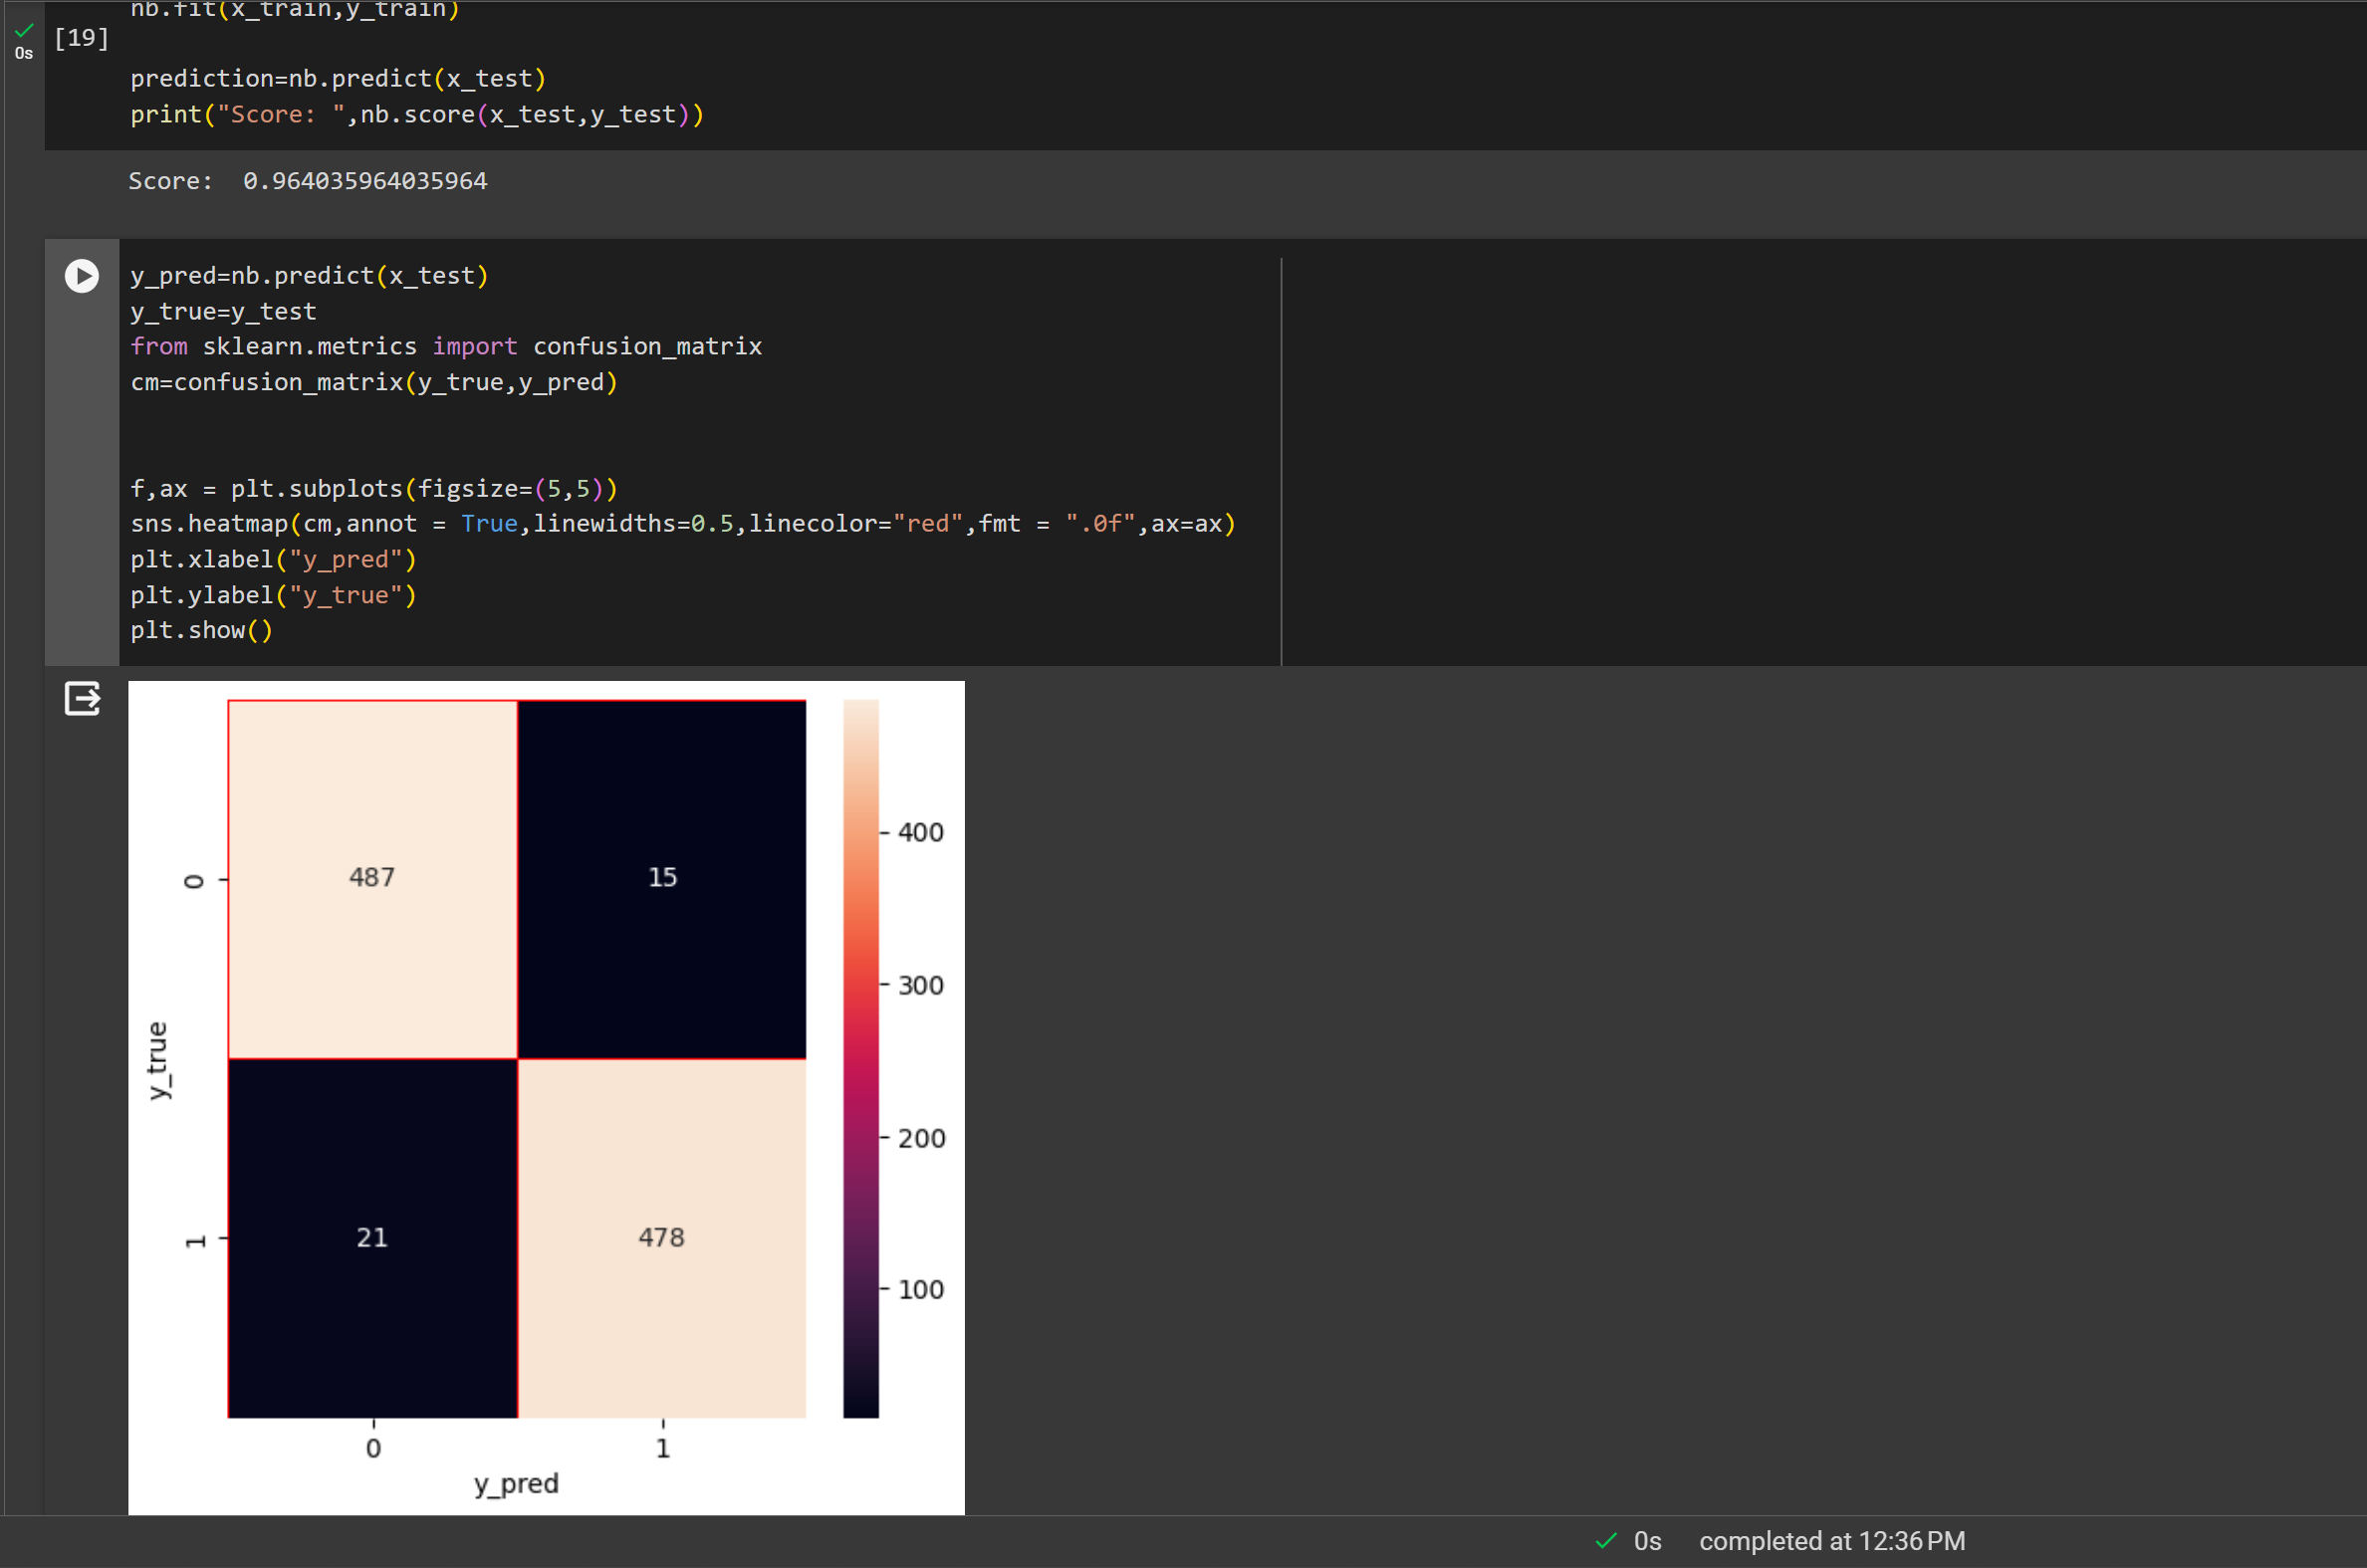 nb.fit(x_train,y_train)
[19]
0s
prediction=nb.predict(x_test)
print("Score: ",nb.score(x_test,y_test))
Score:  0.964035964035964
y_pred=nb.predict(x_test)
y_true=y_test
from sklearn.metrics import confusion_matrix
cm=confusion_matrix(y_true,y_pred)
f,ax = plt.subplots(figsize=(5,5))
sns.heatmap(cm,annot = True,linewidths=0.5,linecolor="red",fmt = ".0f",ax=ax)
plt.xlabel("y_pred")
plt.ylabel("y_true")
plt.show()
400
0
487
15
300
y_true
200
1
21
478
100
0
1
y_pred
0s completed at 12:36 PM